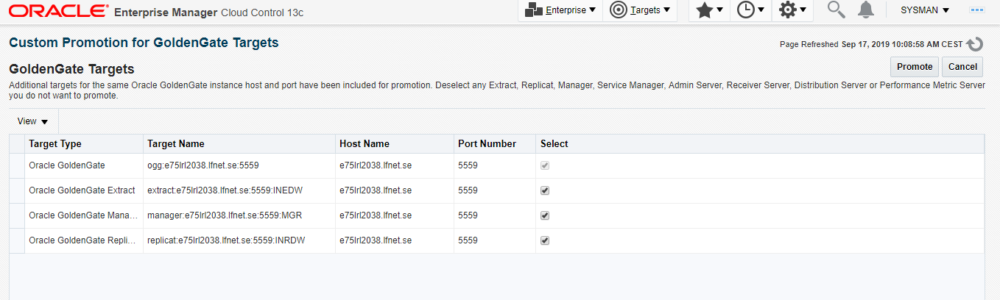 ORACLE® Enterprise Manager Cloud Control 13c Enterprise Targets SYSMAN
Custom Promotion for GoldenGate Targets Page Refreshed Sep 17, 2019 10:08:58 AM CEST
GoldenGate Targets Promote Cancel
Additional targets for the same Oracle GoldenGate instance host and port have been included for promotion. Deselect any Extract, Replicat, Manager, Service Manager, Admin Server, Receiver Server, Distribution Server or Performance Metric Server
you do not want to promote.
View
Target Type Target Name Host Name Port Number Select
Oracle GoldenGate ogg:e75lrl2038.lfnet.se:5559 e75lrl2038.lfnet.se 5559
Oracle GoldenGate Extract extract:e75lrl2038.lfnet.se:5559:INEDW e75lrl2038.lfnet.se 5559
Oracle GoldenGate Mana... manager:e75lrl2038.lfnet.se:5559:MGR e75lrl2038.lfnet.se 5559
Oracle GoldenGate Repli... replicat:e75lrl2038.lfnet.se:5559:INRDW e75lrl2038.lfnet.se 5559